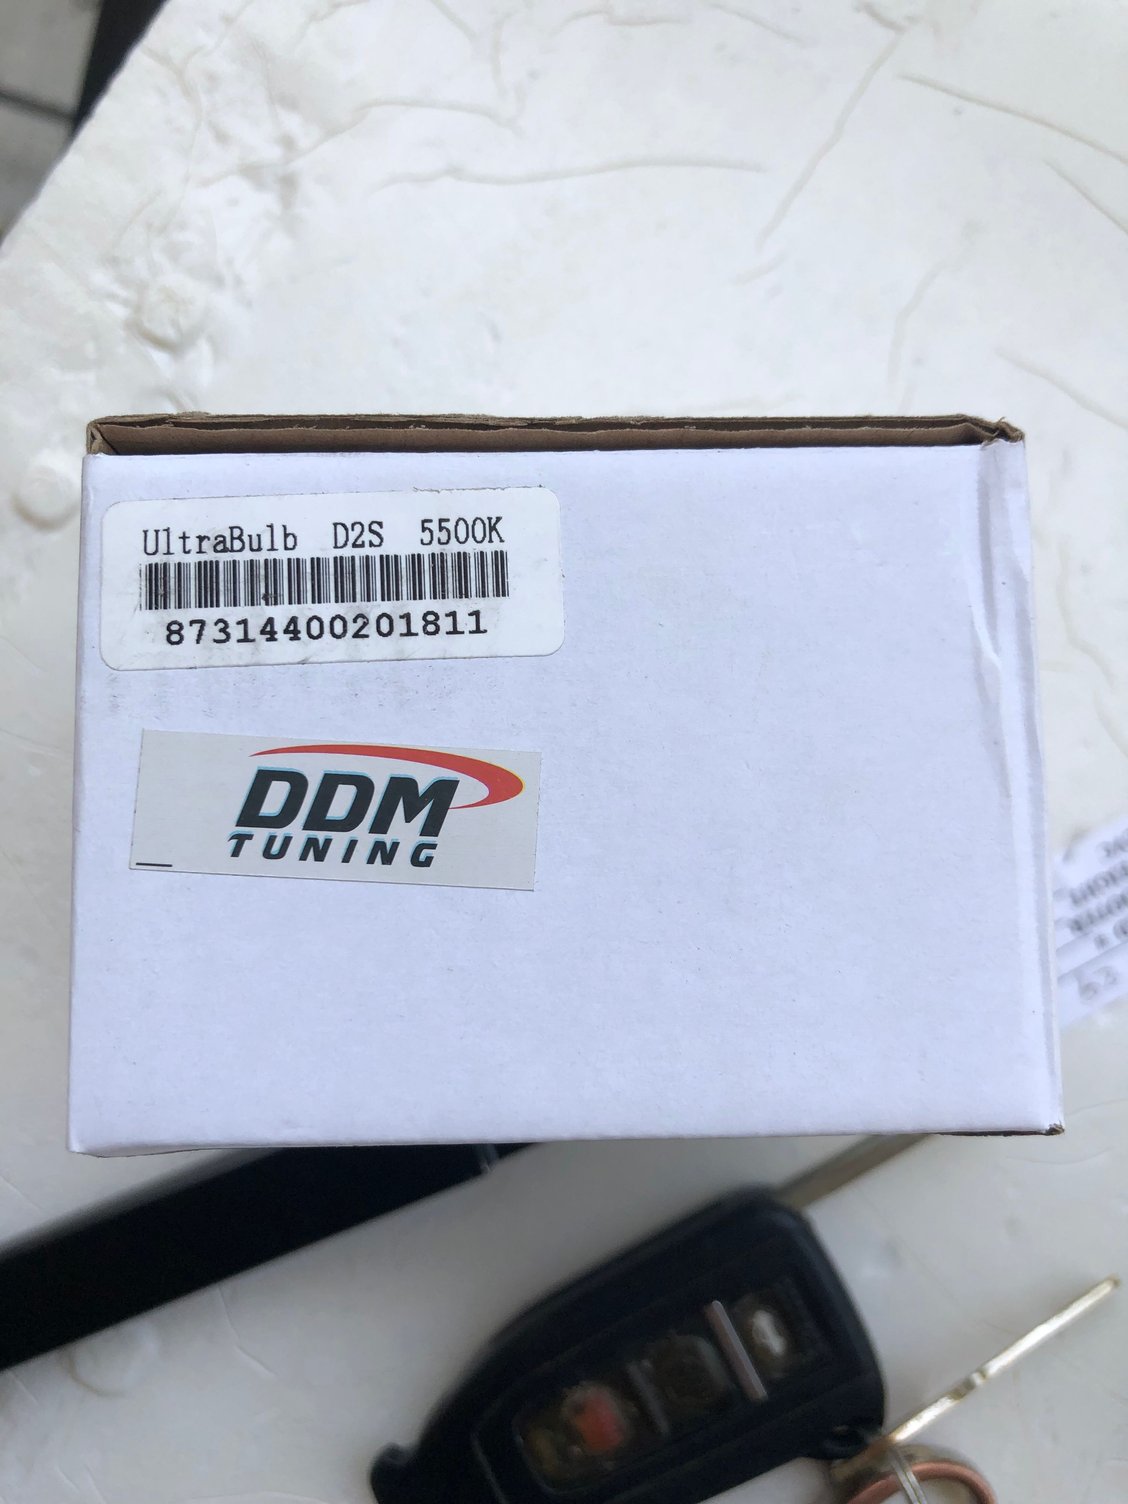 UltraBulb D2S 5500K
87314400201811
DDM
TUNING